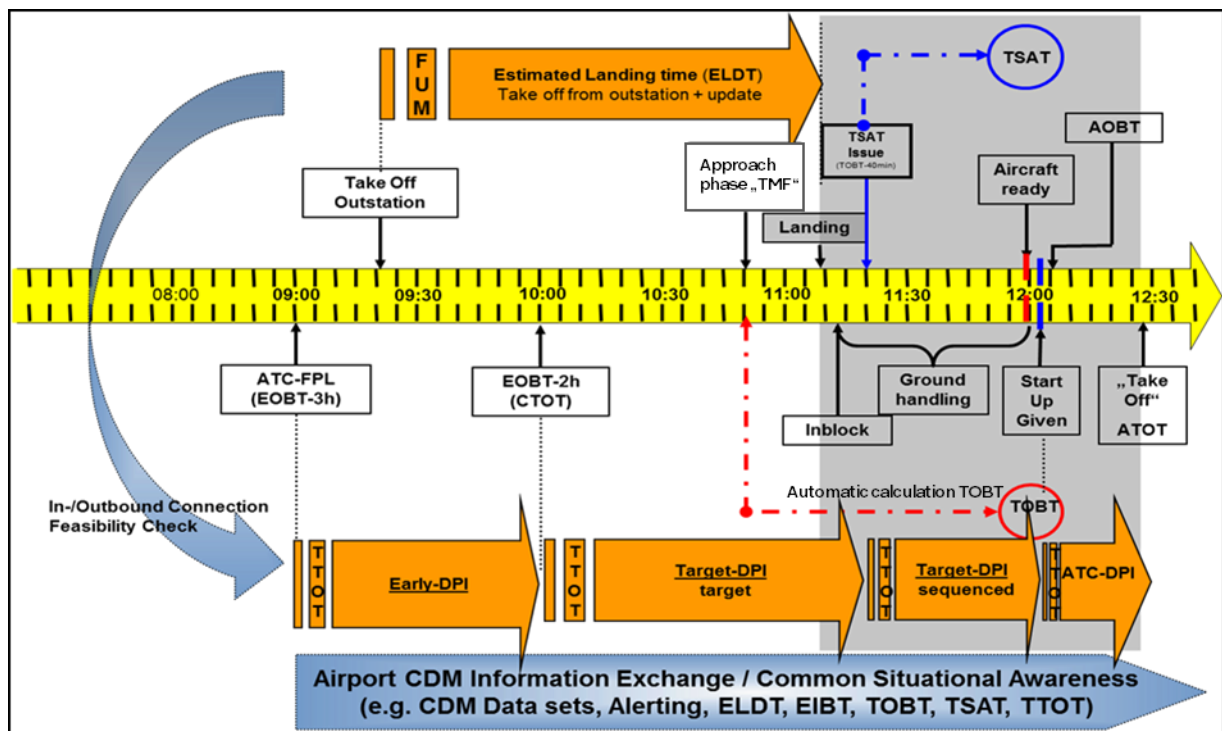 FUM
Estimated Landing time (ELDT)
Take off from outstation + update
TSAT
TSAT
Issue
(TOBT-40min)
AOBT
Take Off
Outstation
Approach
phase „TMF“
Landing
Aircraft
ready
08:00
09:00
09:30
10:00
10:30
11:00
11:30
12:00
12:30
ATC-FPL
(EOBT-3h)
EOBT-2h
(CTOT)
Inblock
Ground
handling
Start
Up
Given
„Take
Off“
ATOT
In-/Outbound Connection
Feasibility Check
Automatic calculation TOBT
TOBT
TTOT
Early-DPI
TTOT
Target-DPI
target
TTOT
Target-DPI
sequenced
TTOT
ATC-DPI
Airport CDM Information Exchange / Common Situational Awareness
(e.g. CDM Data sets, Alerting, ELDT, EIBT, TOBT, TSAT, TTOT)